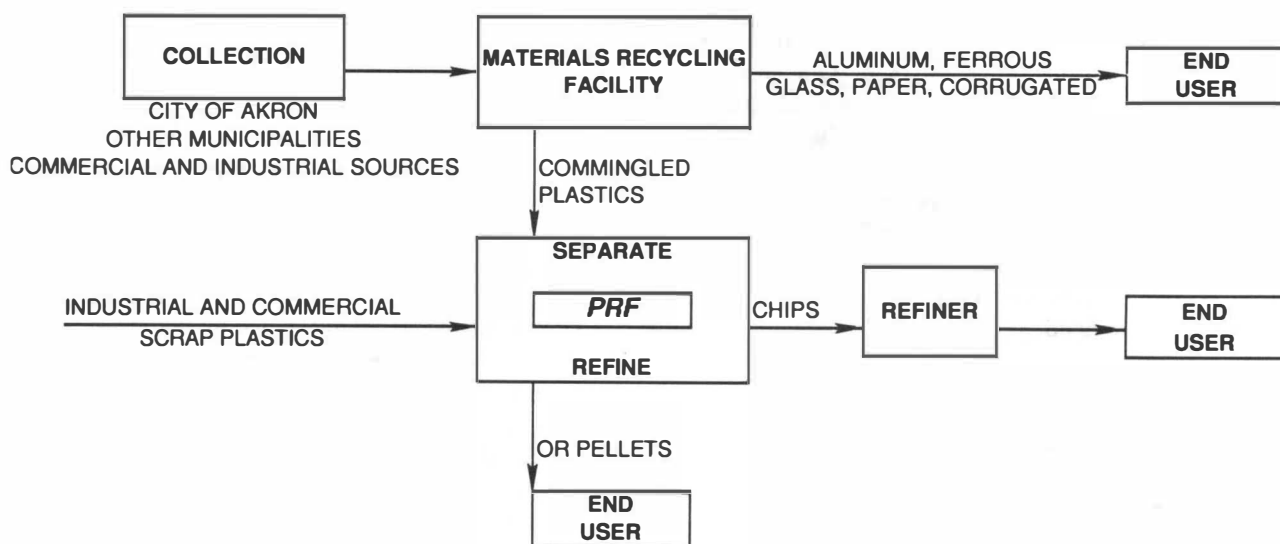 COLLECTION
CITY OF AKRON
OTHER MUNICIPALITIES
COMMERCIAL AND INDUSTRIAL SOURCES
MATERIALS RECYCLING
FACILITY
ALUMINUM, FERROUS
GLASS, PAPER, CORRUGATED
END
USER
COMMINGLED
PLASTICS
INDUSTRIAL AND COMMERCIAL
SCRAP PLASTICS
SEPARATE
PRF
REFINE
CHIPS
REFINER
END
USER
OR PELLETS
END
USER